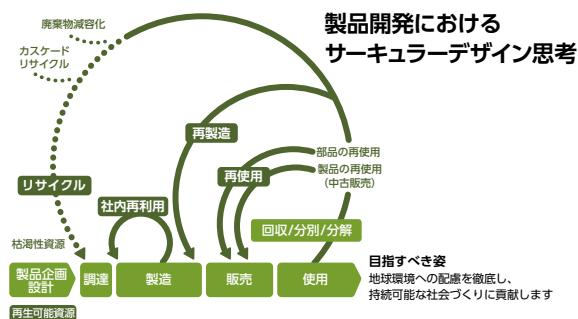 製品開発における
サーキュラーデザイン思考
廃棄物減容化
カスケード
リサイクル
再製造
部品の再使用
製品の再使用
(中古販売)
再使用
リサイクル
社内再利用
回収/分別/分解
枯渇性資源
製品企画
設計
調達
製造
販売
使用
目指すべき姿
地球環境への配慮を徹底し、
持続可能な社会づくりに貢献します
再生可能資源